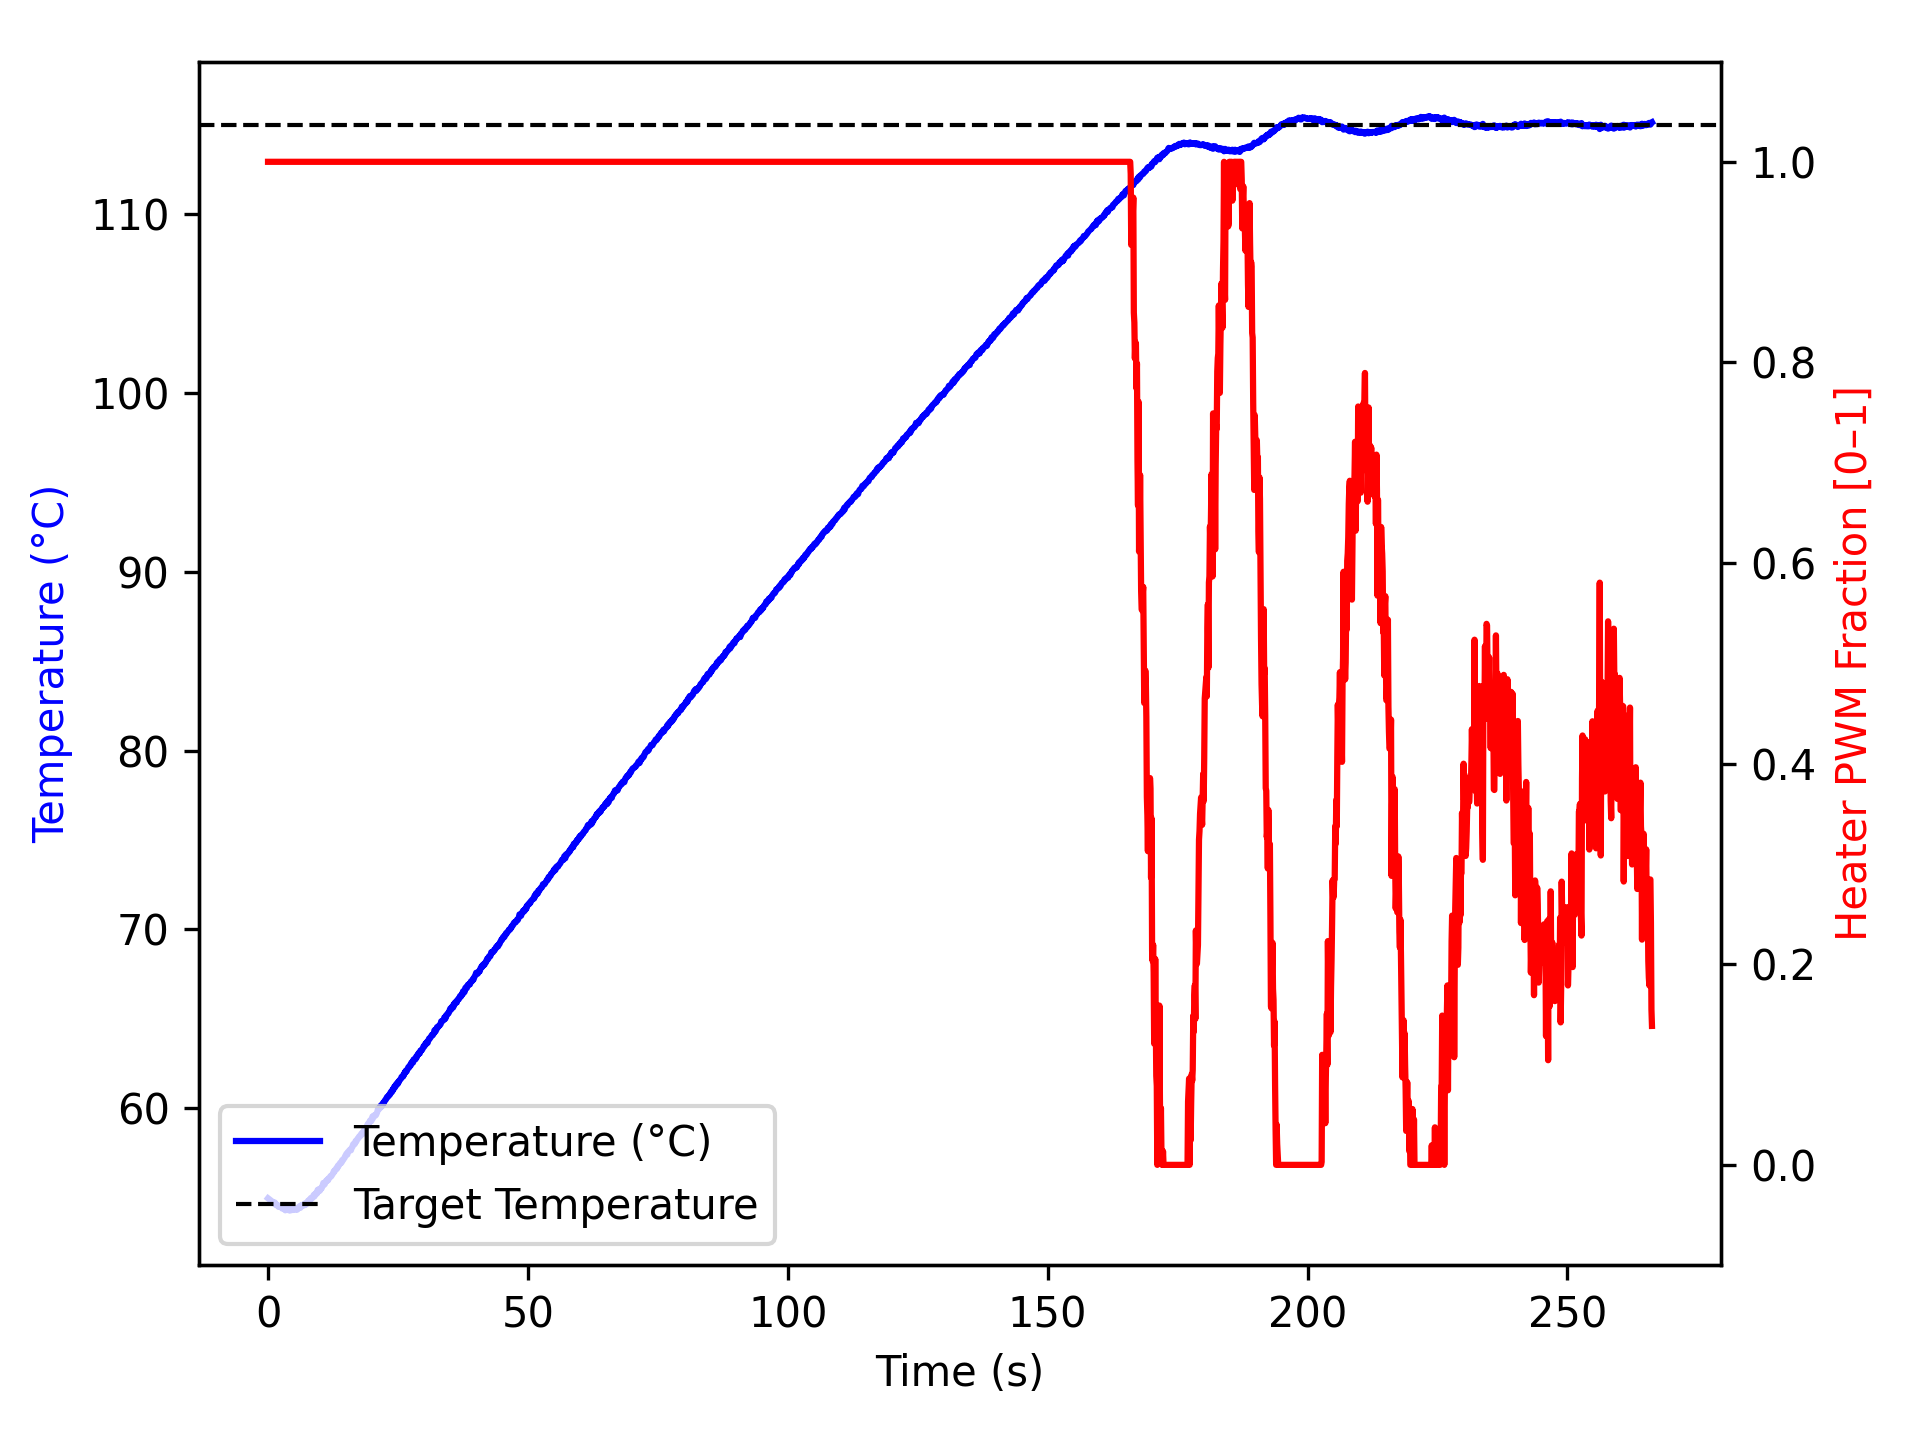 Temperature (°C)
110
100
90
80
70
60
1.0
0.8
0.6
0.4
0.2
0.0
Heater PWM Fraction [0–1]
Temperature (°C)
Target Temperature
0 50 100 150 200 250
Time (s)